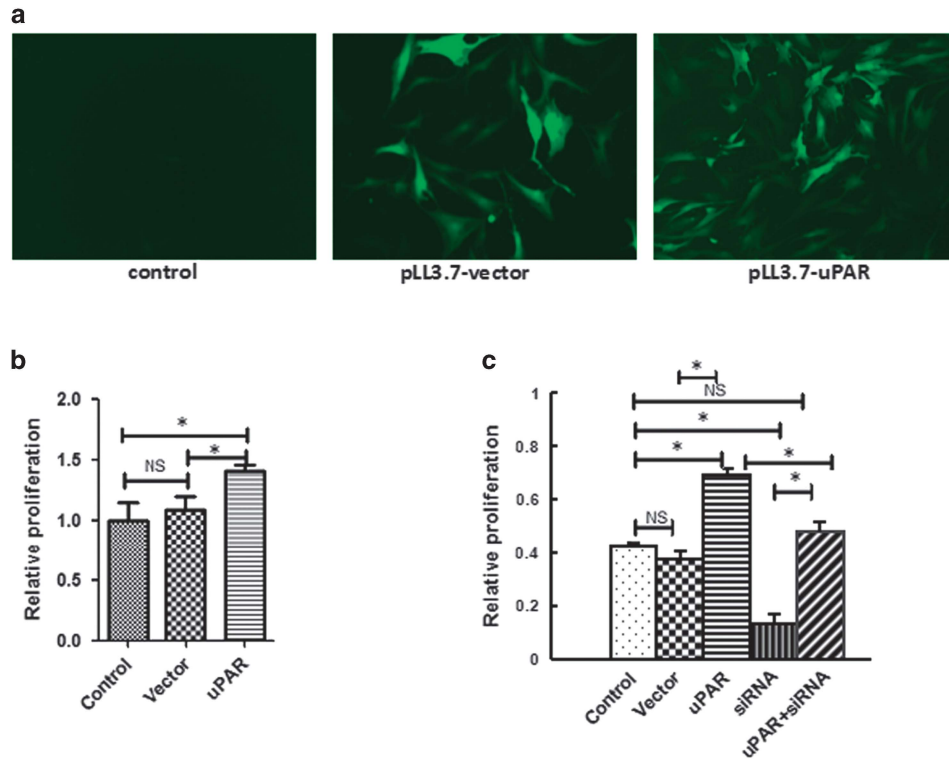 a
control
pLL3.7-vector
pLL3.7-uPAR
b
Relative proliferation
2.0
1.5
1.0
0.5
0.0
*
*
NS
Control
Vector
uPAR
c
Relative proliferation
1
0.8
0.6
0.4
0.2
0
*
NS
*
*
*
*
NS
Control
Vector
uPAR
siRNA
uPAR+siRNA